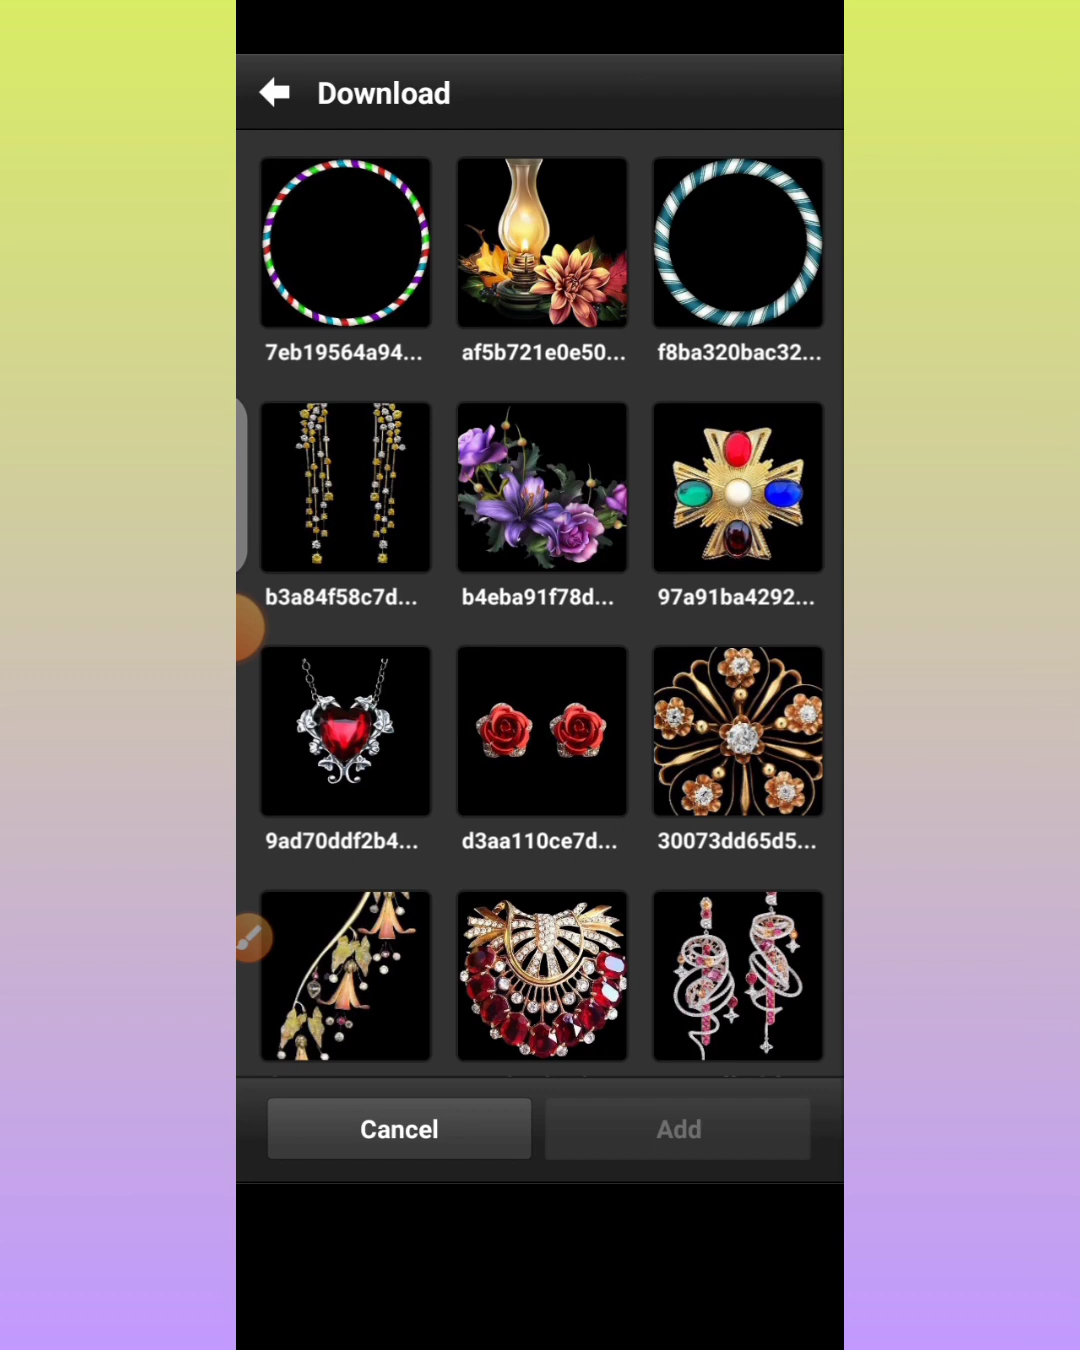 Download
7eb19564a94...
af5b721e0e50...
f8ba320bac32...
b3a84f58c7d...
b4eba91f78d...
97a91ba4292...
9ad70ddf2b4...
d3aa110ce7d...
30073dd65d5...
Cancel
Add